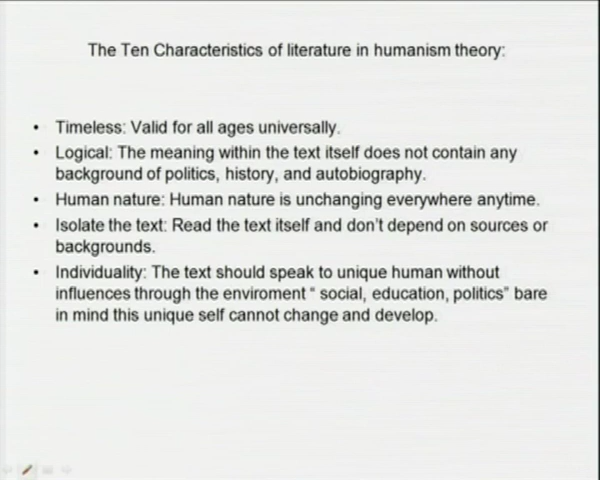 The Ten Characteristics of literature in humanism theory:
• Timeless: Valid for all ages universally.
• Logical: The meaning within the text itself does not contain any
background of politics, history, and autobiography.
• Human nature: Human nature is unchanging everywhere anytime.
• Isolate the text: Read the text itself and don't depend on sources or
backgrounds.
• Individuality: The text should speak to unique human without
influences through the enviroment “ social, education, politics” bare
in mind this unique self cannot change and develop.